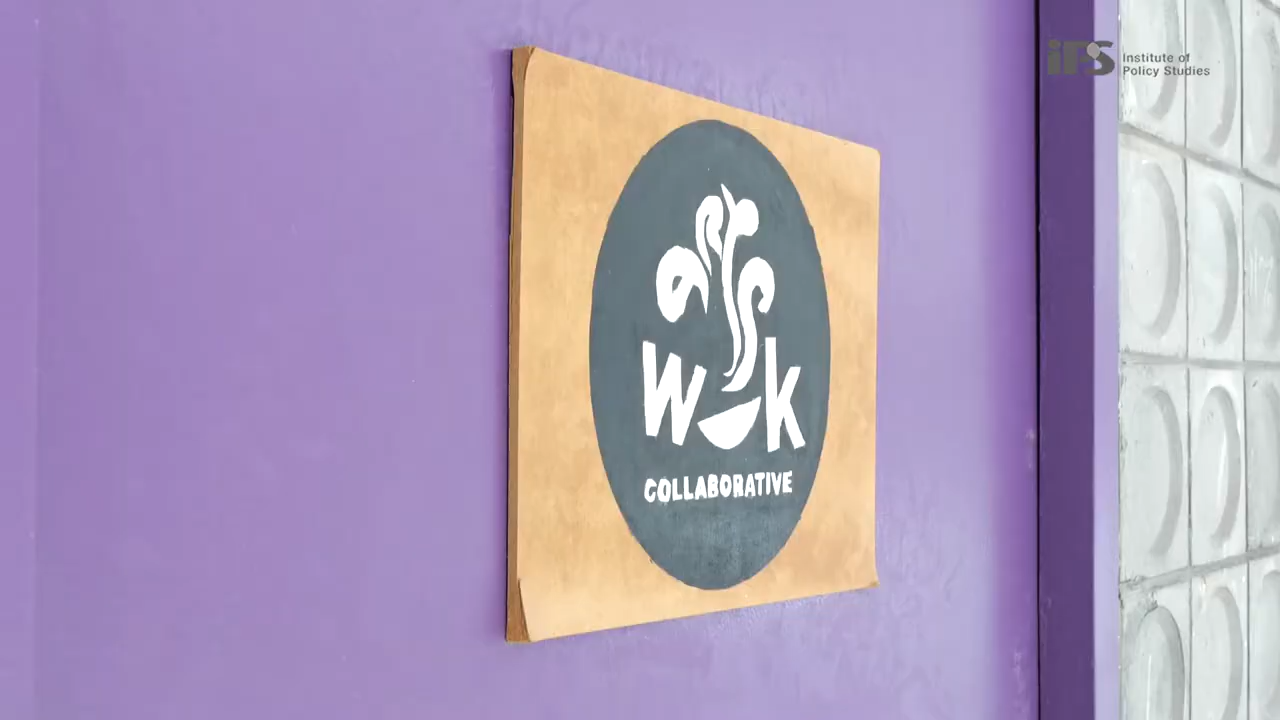 arts
wok
COLLABORATIVE
iPS
Institute of
Policy Studies